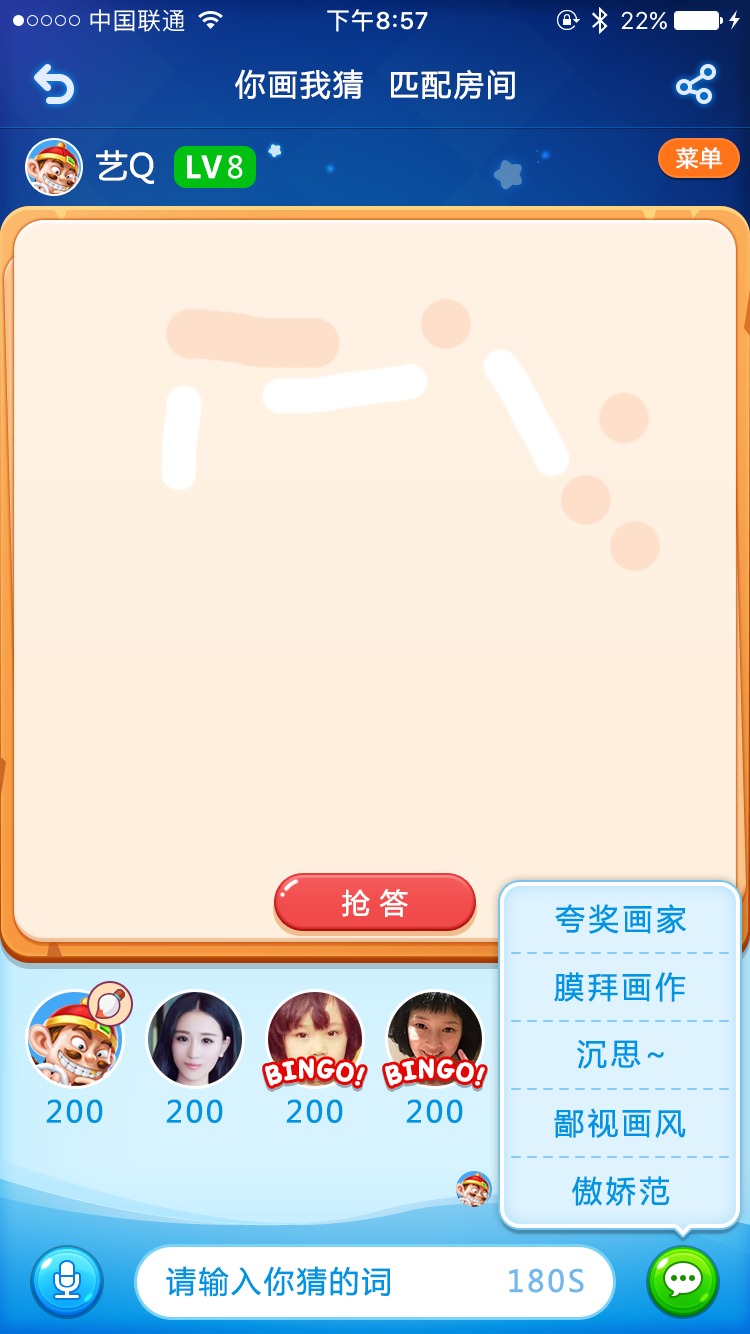 中国联通 下午8:57 22%
你画我猜 匹配房间
艺Q LV8 菜单
抢答
夸奖画家
膜拜画作
沉思~
鄙视画风
傲娇范
BINGO! BINGO!
200 200 200 200
请输入你猜的词 180S